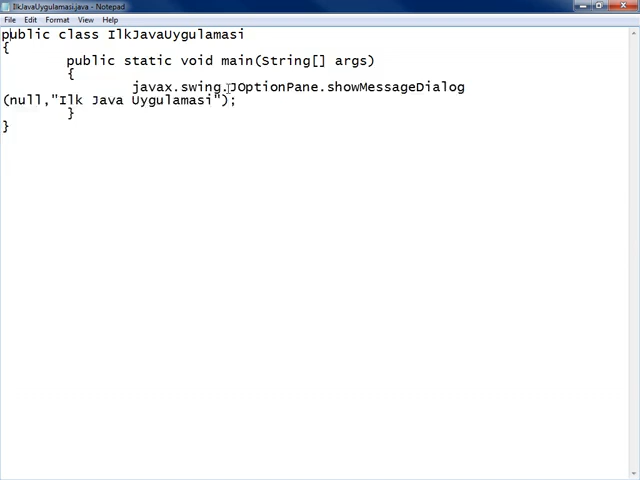 IlkJavaUygulamasi.java - Notepad
File Edit Format View Help
public class IlkJavaUygulamasi
{
public static void main(String[] args)
{
javax.swing.JOptionPane.showMessageDialog
(null,"Ilk Java Uygulamasi");
}
}